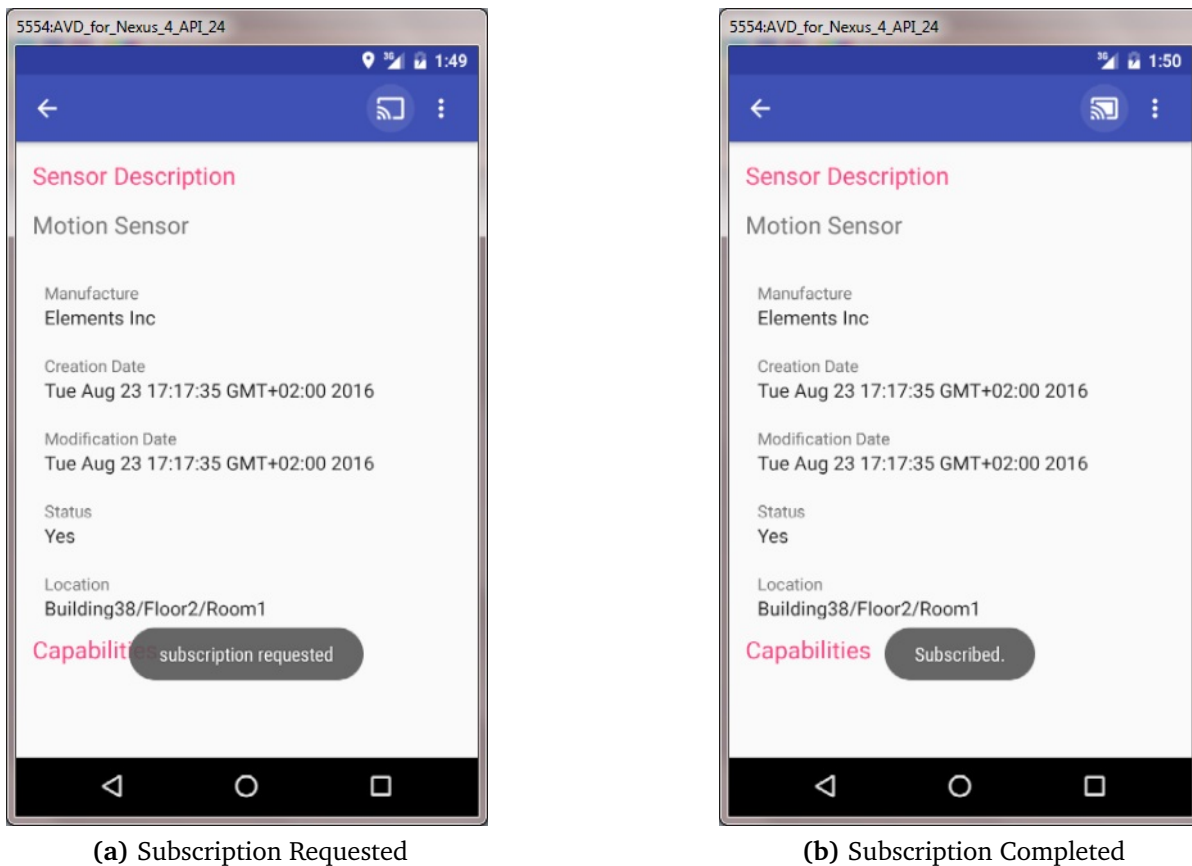 5554:AVD_for_Nexus_4_API_24
3G 1:49
Sensor Description
Motion Sensor
Manufacture
Elements Inc
Creation Date
Tue Aug 23 17:17:35 GMT+02:00 2016
Modification Date
Tue Aug 23 17:17:35 GMT+02:00 2016
Status
Yes
Location
Building38/Floor2/Room1
Capabilities subscription requested
(a) Subscription Requested
5554:AVD_for_Nexus_4_API_24
3G 1:50
Sensor Description
Motion Sensor
Manufacture
Elements Inc
Creation Date
Tue Aug 23 17:17:35 GMT+02:00 2016
Modification Date
Tue Aug 23 17:17:35 GMT+02:00 2016
Status
Yes
Location
Building38/Floor2/Room1
Capabilities Subscribed.
(b) Subscription Completed